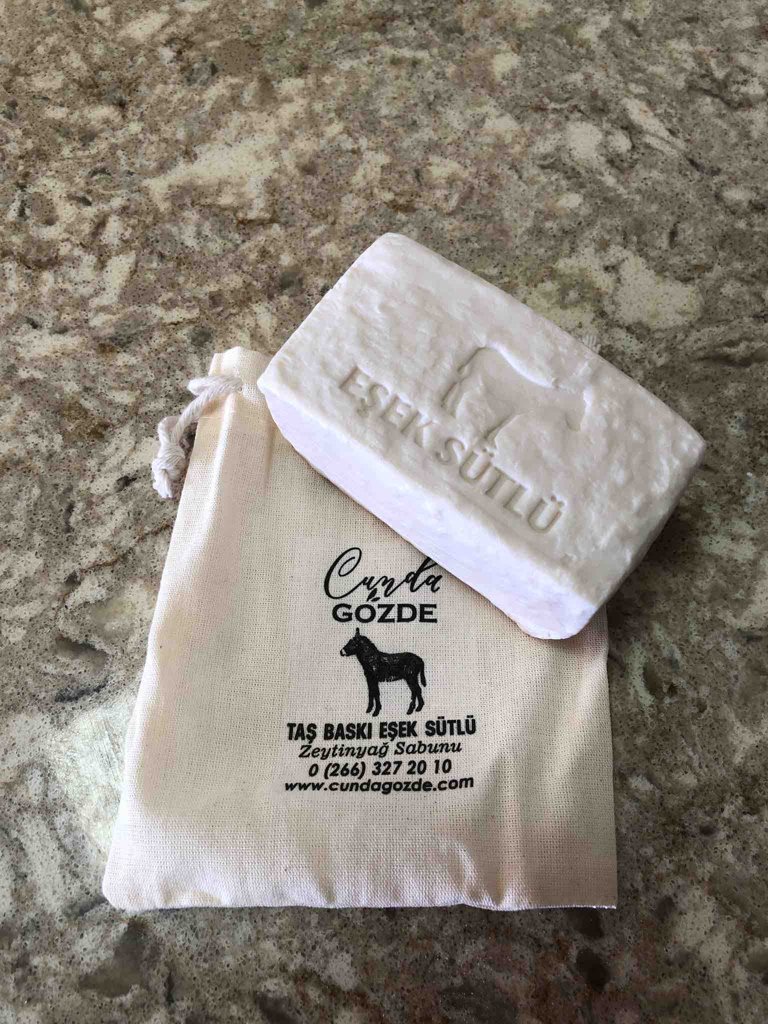 EŞEK SÜTLÜ
Cunda
GÖZDE
TAŞ BASKI EŞEK SÜTLÜ
Zeytinyağ Sabunu
0 (266) 327 20 10
www.cundagozde.com